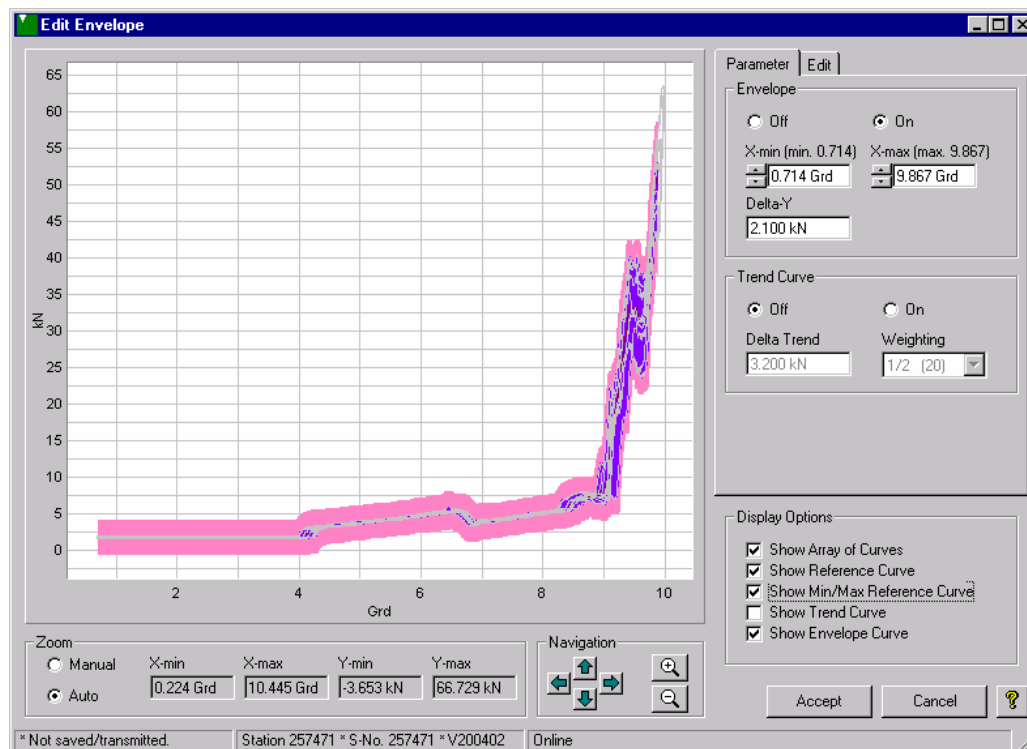 Edit Envelope
65
60
55
50
45
40
35
30
25
20
15
10
5
0
kN
2 4 6 8 10
Grd
Parameter Edit
Envelope
Off On
X-min (min. 0.714) X-max (max. 9.867)
0.714 Grd 9.867 Grd
Delta-Y
2.100 kN
Trend Curve
Off On
Delta Trend Weighting
3.200 kN 1/2 (20)
Display Options
Show Array of Curves
Show Reference Curve
Show Min/Max Reference Curve
Show Trend Curve
Show Envelope Curve
Zoom
Manual X-min X-max Y-min Y-max
Auto 0.224 Grd 10.445 Grd -3.653 kN 66.729 kN
Navigation
Accept Cancel ?
* Not saved/transmitted. Station 257471 * S-No. 257471 * V200402 Online